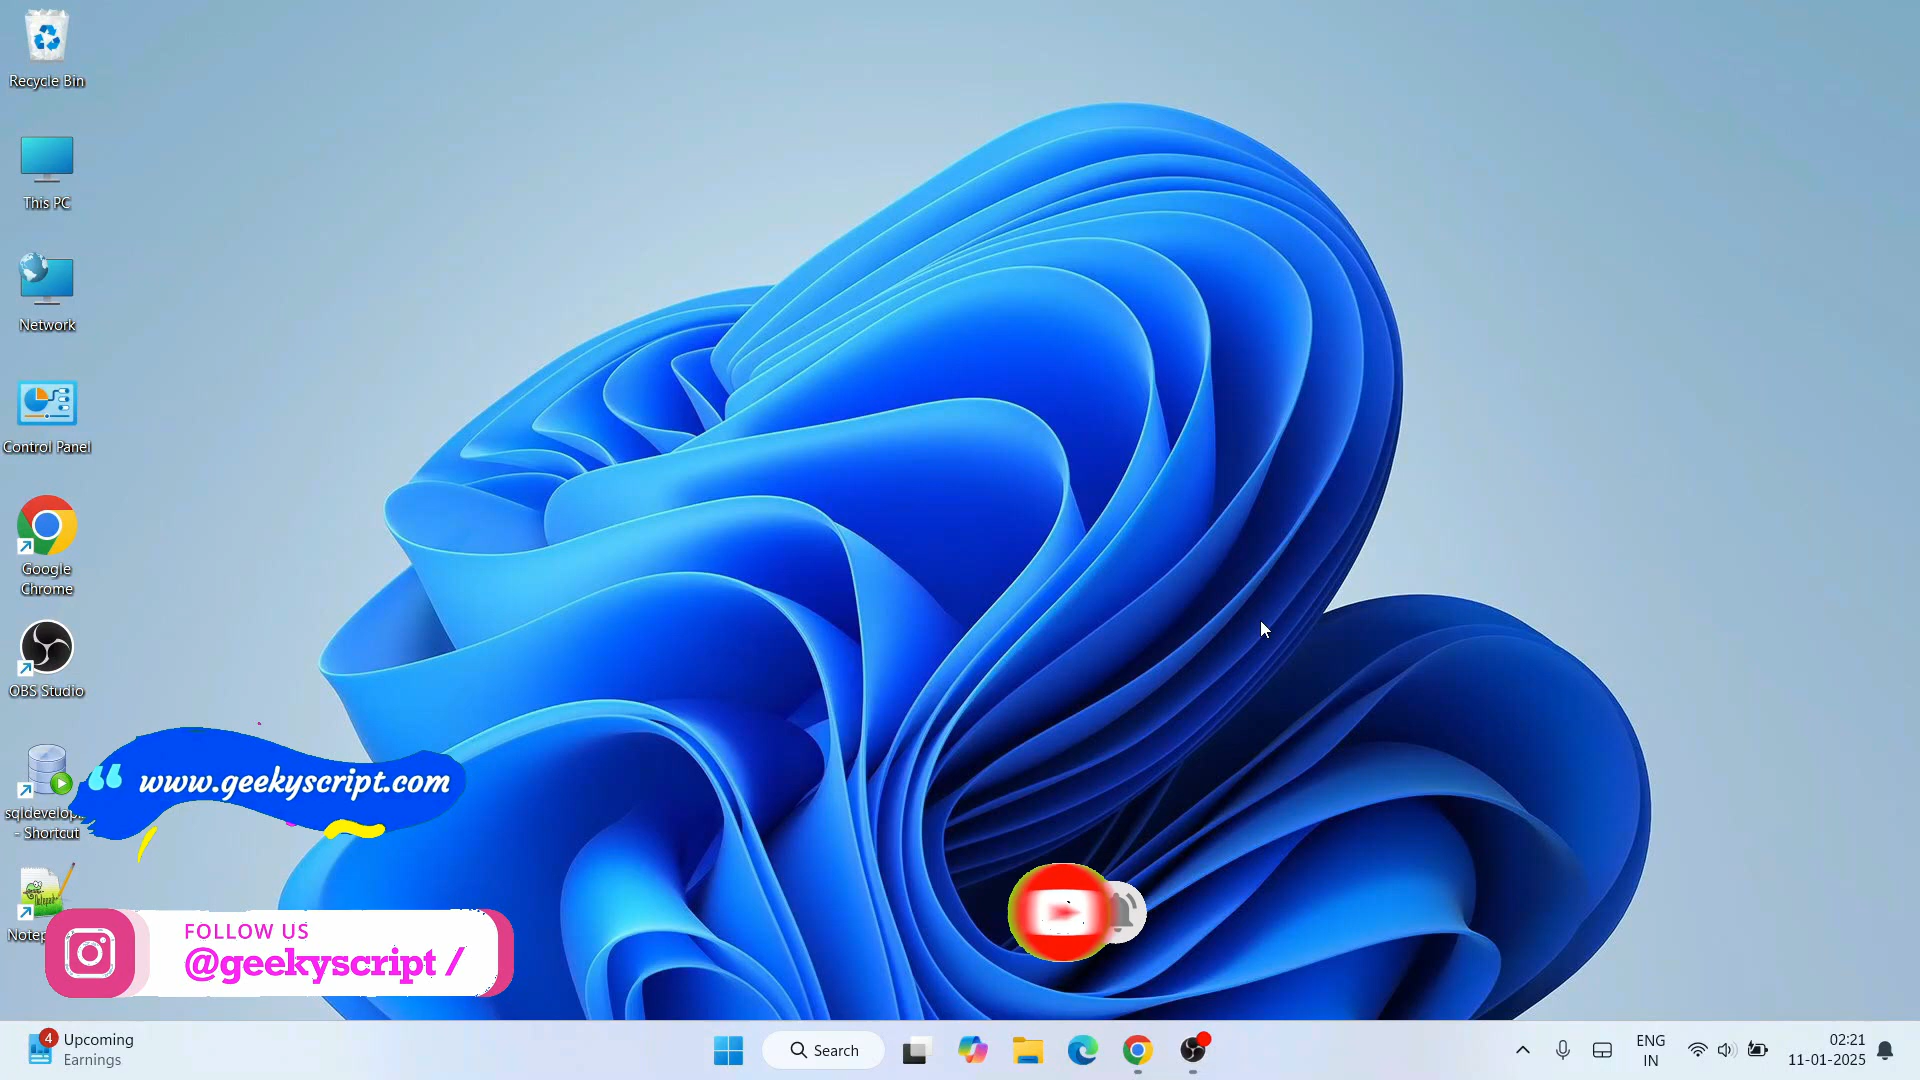 Recycle Bin
This PC
Network
Control Panel
Google
Chrome
OBS Studio
- Shortcut
www.geekyscript.com
FOLLOW US
@geekyscript /
4
Upcoming
Earnings
Search
ENG
IN
02:21
11-01-2025